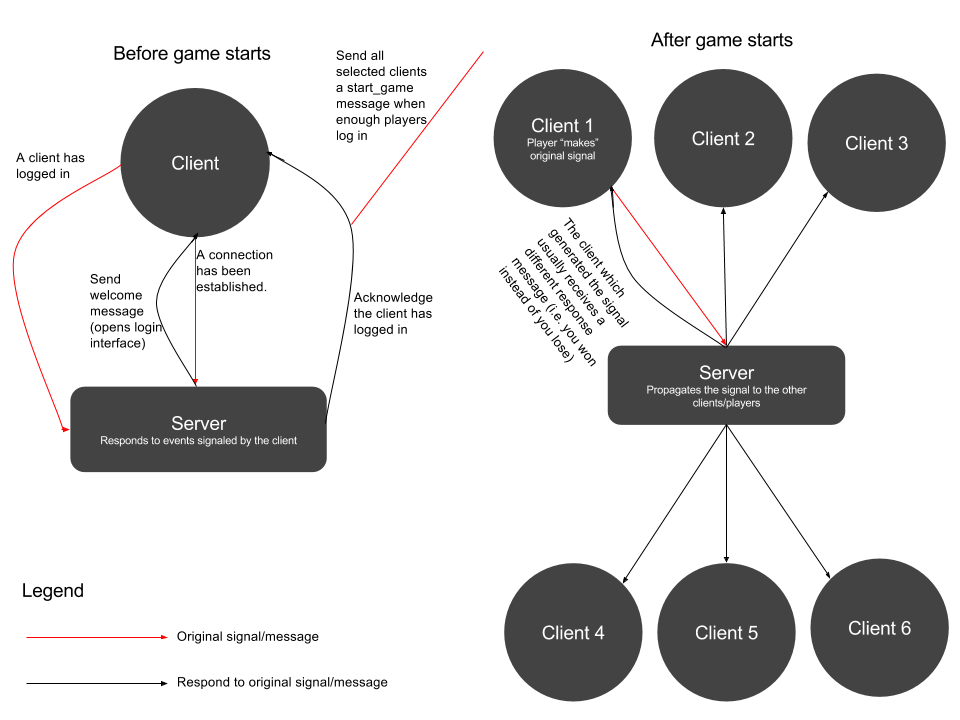 Before game starts
Send all
selected clients
a start_game
message when
enough players
log in
A client has
logged in
Client
A connection
has been
established.
Send
welcome
message
(opens login
interface)
Acknowledge
the client has
logged in
Server
Responds to events signaled by the client
After game starts
Client 1
Player “makes”
original signal
Client 2
Client 3
The client which
generated the signal
usually receives a
different response
message (i.e. you won
instead of you lose)
Server
Propagates the signal to the other
clients/players
Client 4
Client 5
Client 6
Legend
Original signal/message
Respond to original signal/message